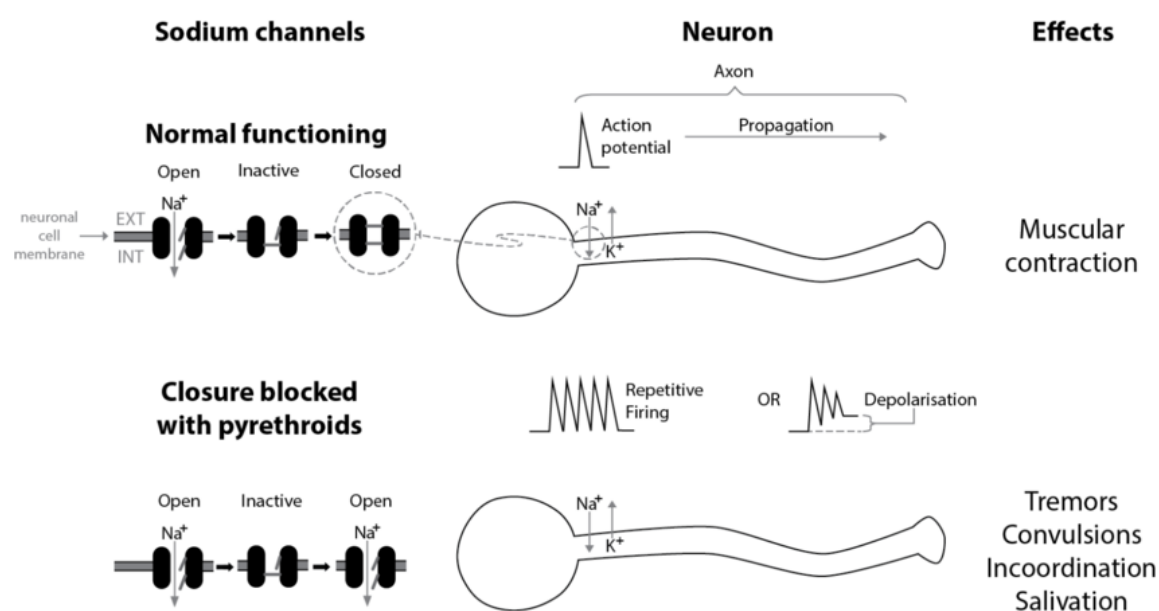 Sodium channels
Neuron
Effects
Axon
Normal functioning
Action
potential
Propagation
Open
Inactive
Closed
Na+
neuronal
cell
membrane
EXT
INT
Na+
K+
Muscular
contraction
Closure blocked
with pyrethroids
Repetitive
Firing
OR
Depolarisation
Open
Inactive
Open
Na+
Na+
Na+
K+
Tremors
Convulsions
Incoordination
Salivation